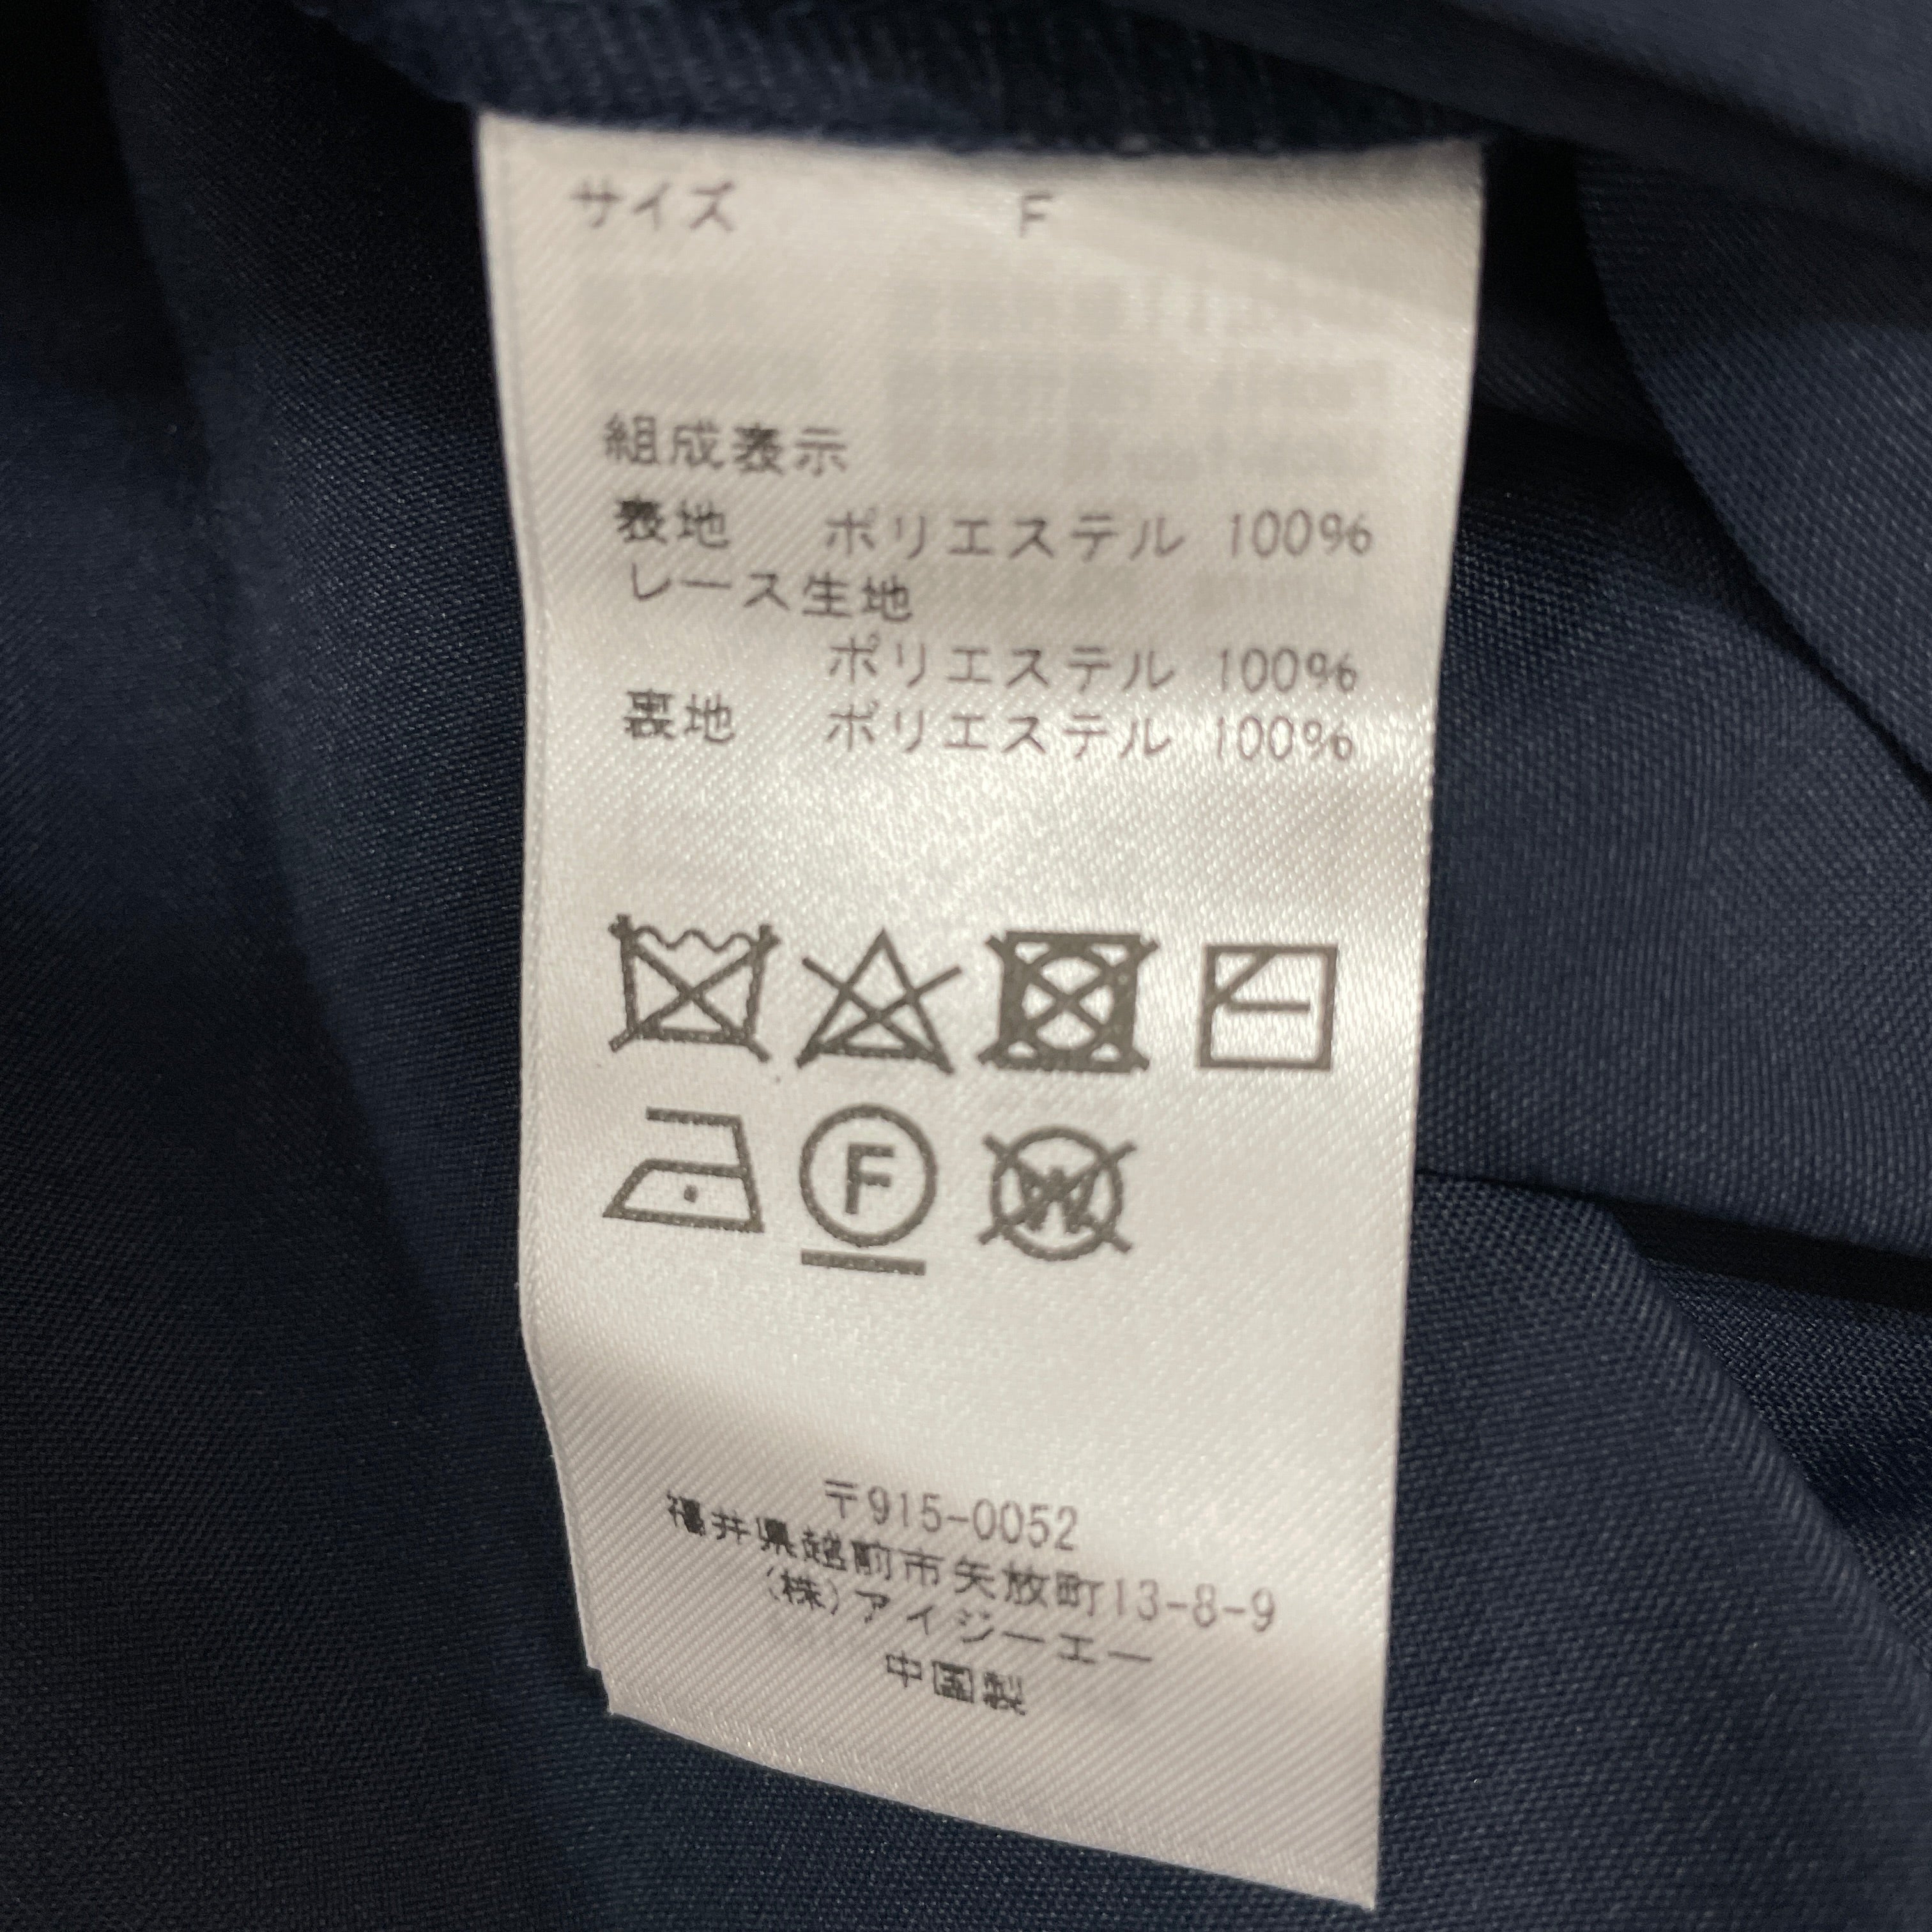 サイズ F
組成表示
表地 ポリエステル 100%
レース生地
ポリエステル 100%
裏地 ポリエステル 100%
F
W
〒915-0052
福井県越前市矢放町13-8-9
(株)アイジーエー
中国製